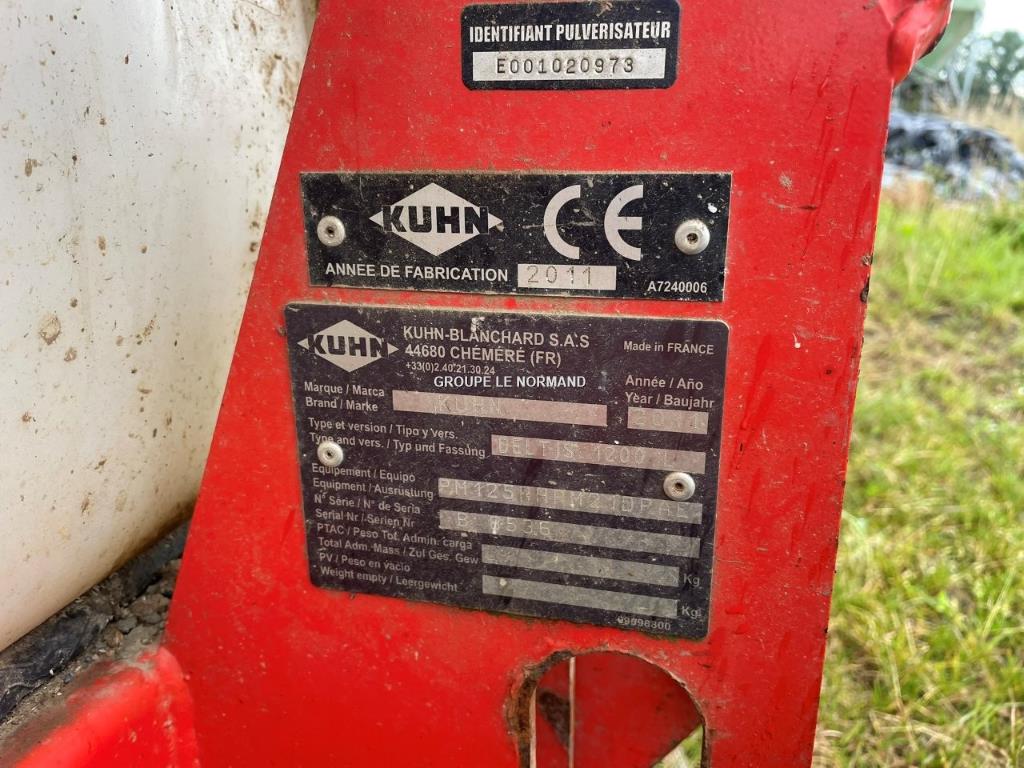 IDENTIFIANT PULVERISATEUR
E001020973
KUHN CE
ANNEE DE FABRICATION 2011
A7240006
KUHN
KUHN-BLANCHARD S.A.S
44680 CHÉMÉRÉ (FR)
+33(0)2.40.21.30.24
Made in FRANCE
GROUPE LE NORMAND
Marque / Marca
Brand / Marke
KUHN
Année / Año
Year / Baujahr
Type et version / Tipo y vers.
Type and vers. / Typ und Fassung
DELTIS 1200
Equipement / Equipo
Equipment / Ausrüstung
N° Série / N° de Seria
Serial Nr / Serien Nr
PTAC / Peso Tot. Admin. carga
Total Adm. Mass / Zul Ges. Gew
Kg
PV / Peso en vacio
Weight empty / Leergewicht
Kg
09098800